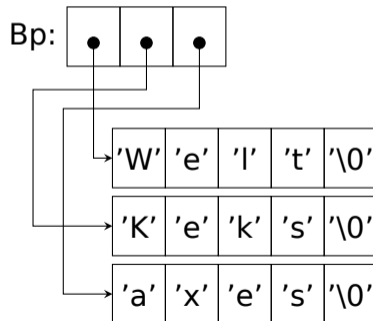 Bp:
’W’ ’e’ ’l’ ’t’ ’\0’
’K’ ’e’ ’k’ ’s’ ’\0’
’a’ ’x’ ’e’ ’s’ ’\0’